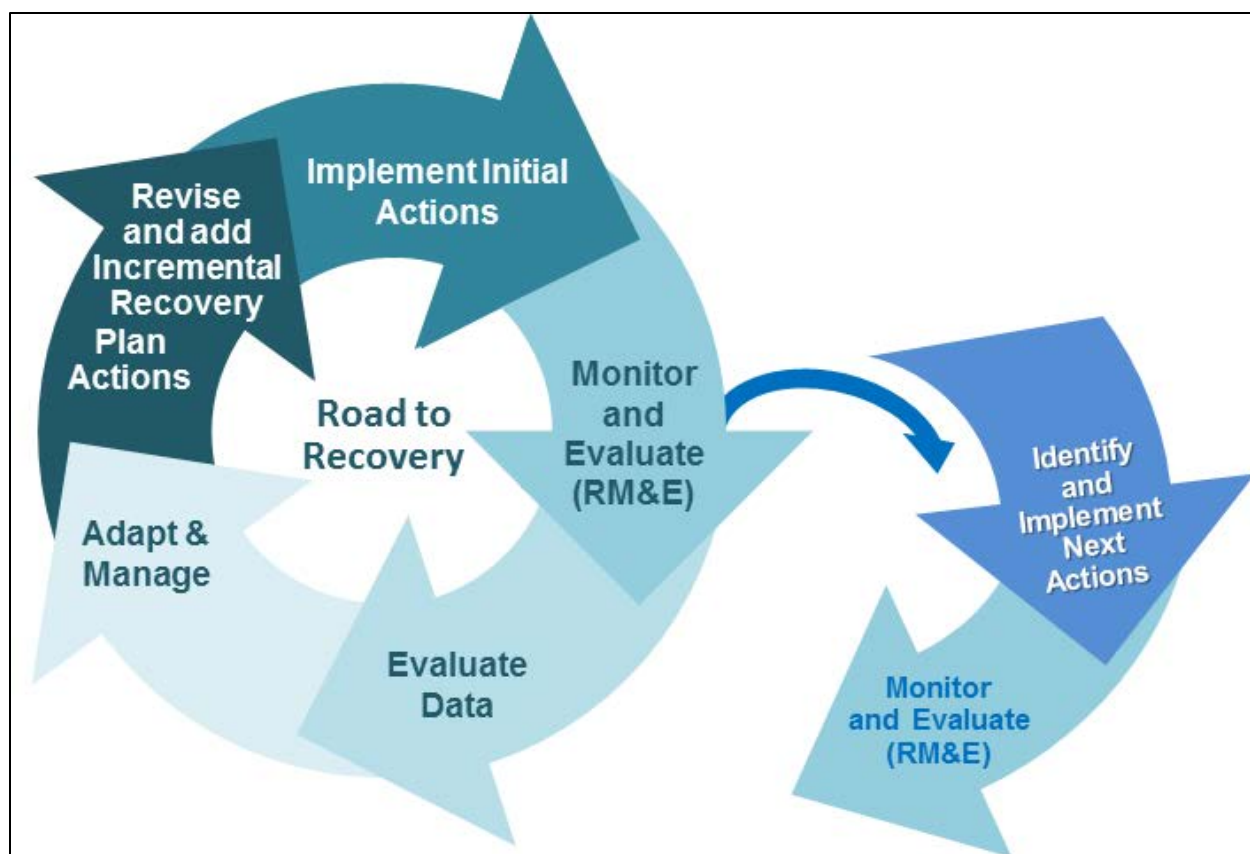 Implement Initial
Actions
Revise
and add
Incremental
Recovery
Plan
Actions
Road to
Recovery
Monitor
and
Evaluate
(RM&E)
Adapt &
Manage
Evaluate
Data
Identify
and
Implement
Next
Actions
Monitor
and Evaluate
(RM&E)